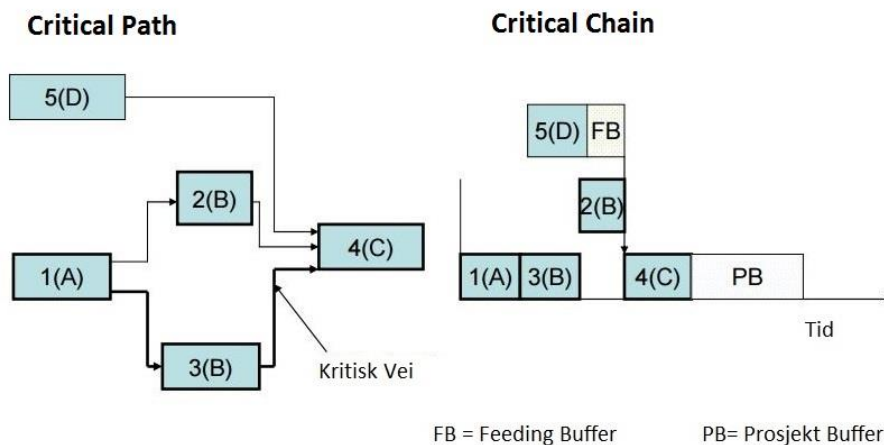 Critical Path
Critical Chain
5(D)
2(B)
1(A)
4(C)
3(B)
Kritisk Vei
5(D) FB
2(B)
1(A) 3(B) 4(C) PB
Tid
FB = Feeding Buffer PB= Prosjekt Buffer